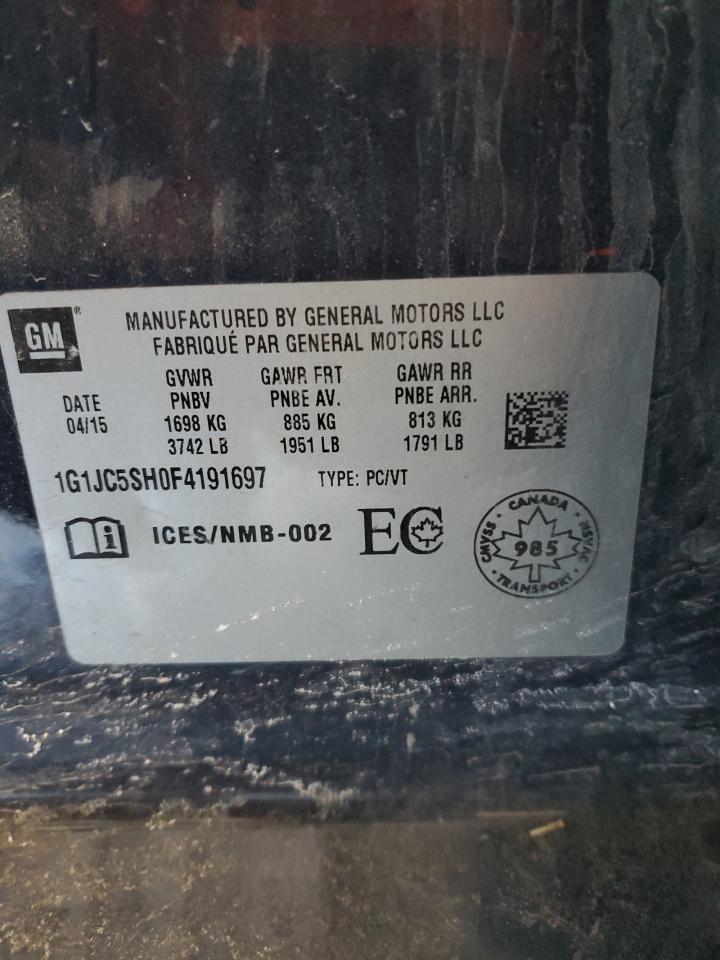 GM®
MANUFACTURED BY GENERAL MOTORS LLC
FABRIQUÉ PAR GENERAL MOTORS LLC
GVWR GAWR FRT GAWR RR
DATE PNBV PNBE AV. PNBE ARR.
04/15 1698 KG 885 KG 813 KG
3742 LB 1951 LB 1791 LB
1G1JC5SH0F4191697 TYPE: PC/VT
i ICES/NMB-002 EC
CANADA
CMVSS 985 NSVAC
TRANSPORT